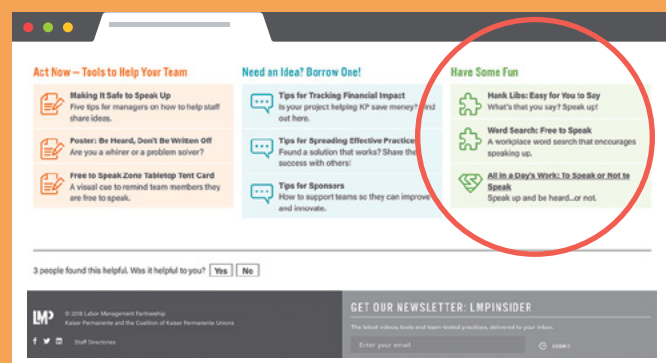 Act Now — Tools to Help Your Team
Making It Safe to Speak Up
Five tips for managers on how to help staff
share ideas.
Poster: Be Heard, Don't Be Written Off
Are you a whiner or a problem solver?
Free to Speak Zone Tabletop Tent Card
A visual cue to remind team members they
are free to speak.
Need an Idea? Borrow One!
Tips for Tracking Financial Impact
Is your project helping KP save money? Find
out here.
Tips for Spreading Effective Practices
Found a solution that works? Share the
success with others!
Tips for Sponsors
How to support teams so they can improve
and innovate.
Have Some Fun
Hank Libs: Easy for You to Say
What's that you say? Speak up!
Word Search: Free to Speak
A workplace word search that encourages
speaking up.
All in a Day's Work: To Speak or Not to
Speak
Speak up and be heard...or not.
3 people found this helpful. Was it helpful to you? Yes No
LMP
© 2018 Labor Management Partnership
Kaiser Permanente and the Coalition of Kaiser Permanente Unions
Staff Directories
GET OUR NEWSLETTER: LMPINSIDER
The latest videos, tools and team-tested practices, delivered to your inbox.
Enter your email
SUBMIT